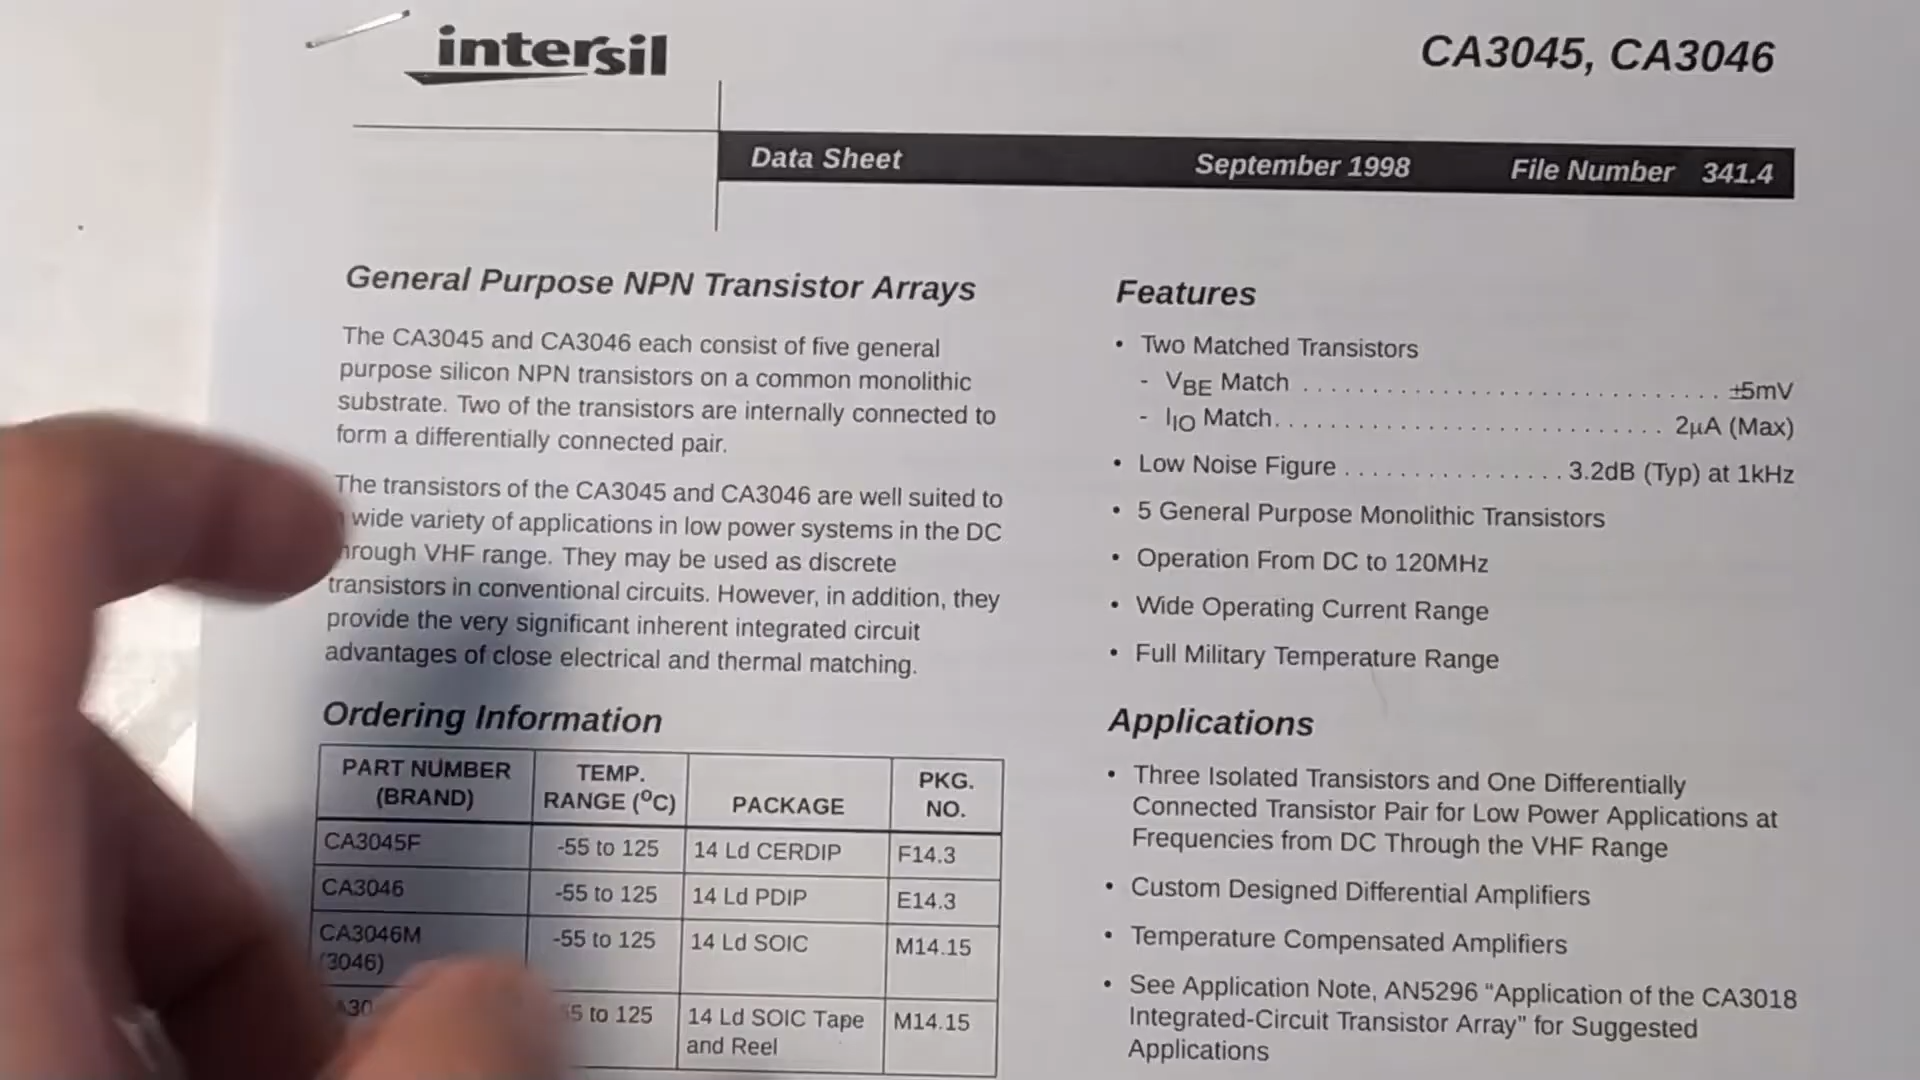 intersil
CA3045, CA3046
Data Sheet September 1998 File Number 341.4
General Purpose NPN Transistor Arrays
The CA3045 and CA3046 each consist of five general
purpose silicon NPN transistors on a common monolithic
substrate. Two of the transistors are internally connected to
form a differentially connected pair.
The transistors of the CA3045 and CA3046 are well suited to
wide variety of applications in low power systems in the DC
VHF range. They may be used as discrete
transistors in conventional circuits. However, in addition, they
provide the very significant inherent integrated circuit
advantages of close electrical and thermal matching.
Ordering Information
PART NUMBER (BRAND) TEMP. RANGE (°C) PACKAGE PKG. NO.
CA3045F -55 to 125 14 Ld CERDIP F14.3
CA3046 -55 to 125 14 Ld PDIP E14.3
CA3046M -55 to 125 14 Ld SOIC M14.15
(3046)
to 125 14 Ld SOIC Tape M14.15
and Reel
Features
• Two Matched Transistors
- VBE Match . . . . . . . . . . . . . . . . . . . . . . . . . . . . . . ±5mV
- IIO Match. . . . . . . . . . . . . . . . . . . . . . . . . . . . 2μA (Max)
• Low Noise Figure . . . . . . . . . . . . . . . . 3.2dB (Typ) at 1kHz
• 5 General Purpose Monolithic Transistors
• Operation From DC to 120MHz
• Wide Operating Current Range
• Full Military Temperature Range
Applications
• Three Isolated Transistors and One Differentially
Connected Transistor Pair for Low Power Applications at
Frequencies from DC Through the VHF Range
• Custom Designed Differential Amplifiers
• Temperature Compensated Amplifiers
• See Application Note, AN5296 “Application of the CA3018
Integrated-Circuit Transistor Array” for Suggested
Applications